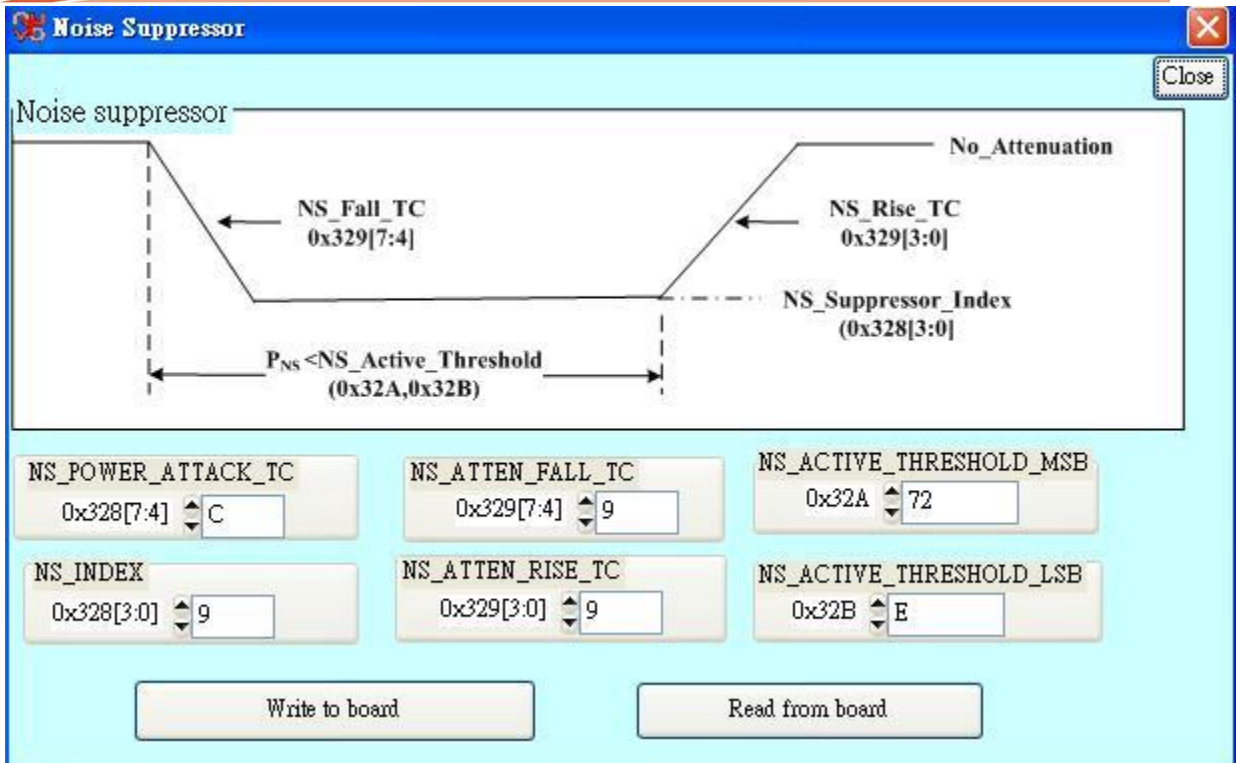 Noise Suppressor
Close
Noise suppressor
No_Attenuation
NS_Fall_TC
0x329[7:4]
NS_Rise_TC
0x329[3:0]
NS_Suppressor_Index
(0x328[3:0]
PNS <NS_Active_Threshold
(0x32A,0x32B)
NS_POWER_ATTACK_TC
0x328[7:4] C
NS_ATTEN_FALL_TC
0x329[7:4] 9
NS_ACTIVE_THRESHOLD_MSB
0x32A 72
NS_INDEX
0x328[3:0] 9
NS_ATTEN_RISE_TC
0x329[3:0] 9
NS_ACTIVE_THRESHOLD_LSB
0x32B E
Write to board
Read from board